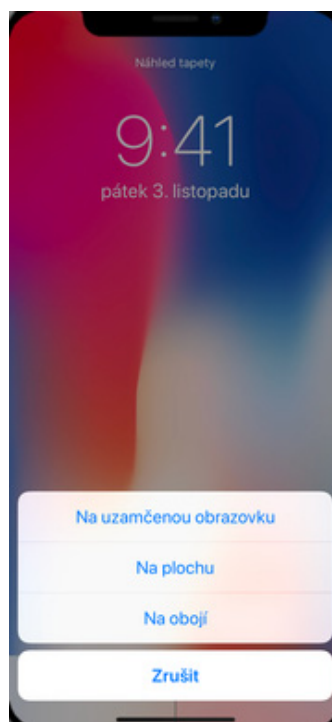 Náhled tapety
9:41
pátek 3. listopadu
Na uzamčenou obrazovku
Na plochu
Na obojí
Zrušit